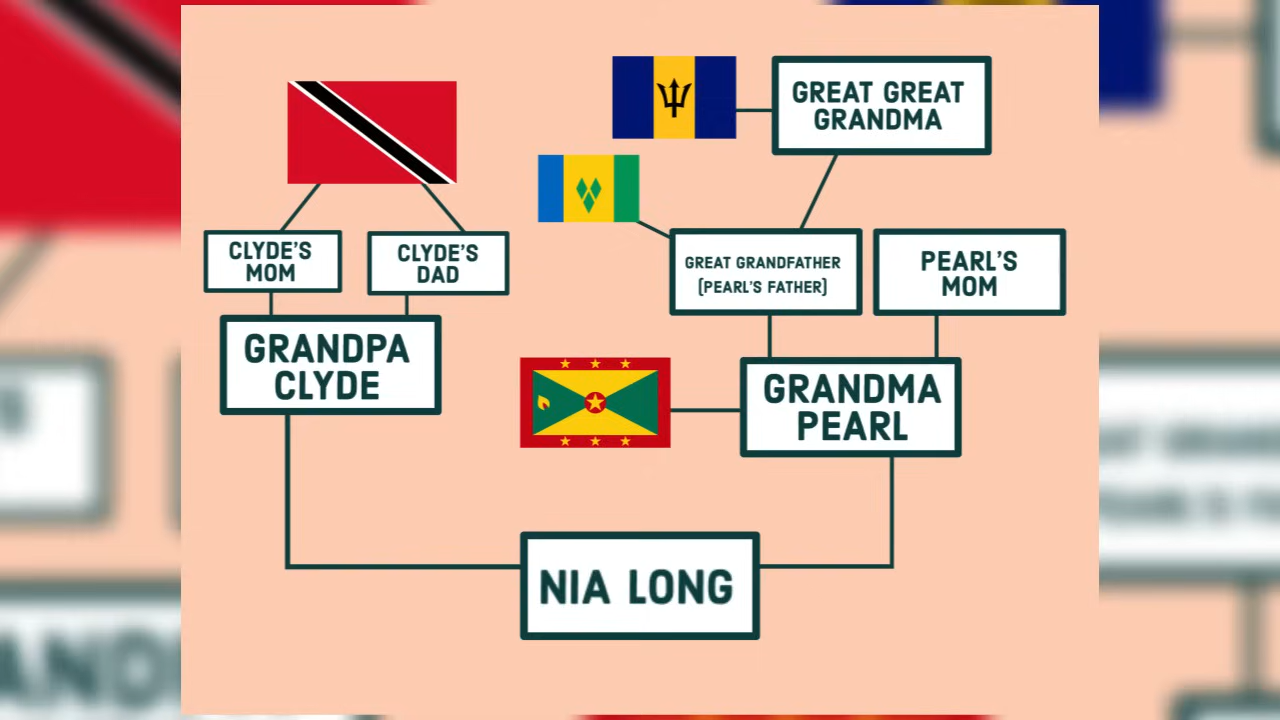 GREAT GREAT
GRANDMA
CLYDE'S
MOM
CLYDE'S
DAD
GREAT GRANDFATHER
(PEARL'S FATHER)
PEARL'S
MOM
GRANDPA
CLYDE
GRANDMA
PEARL
NIA LONG